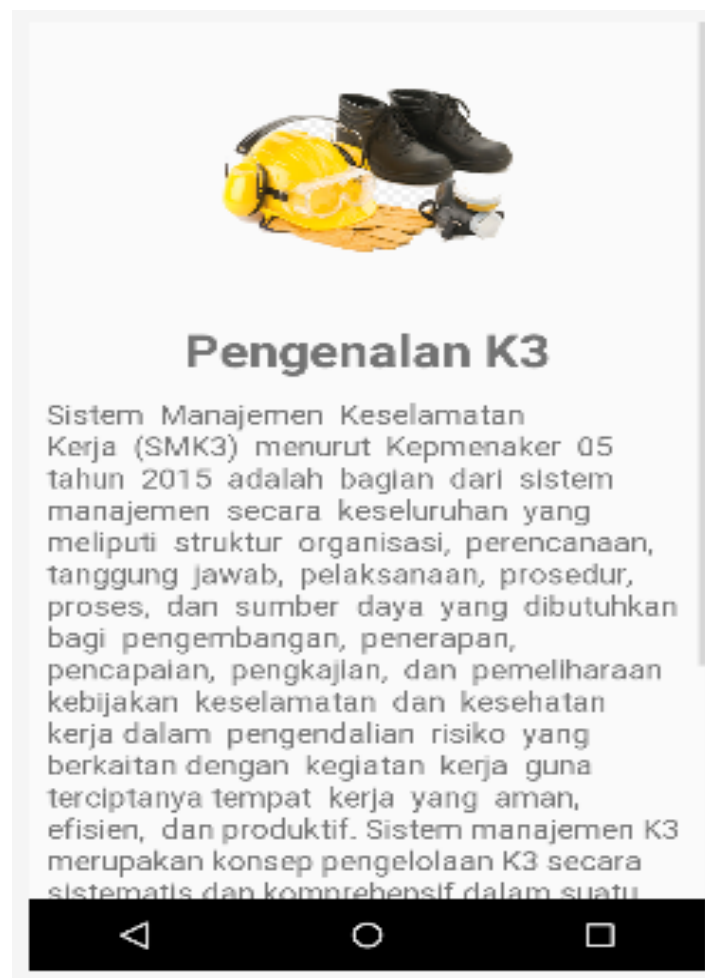 Pengenalan K3
Sistem Manajemen Keselamatan
Kerja (SMK3) menurut Kepmenaker 05
tahun 2015 adalah bagian dari sistem
manajemen secara keseluruhan yang
meliputi struktur organisasi, perencanaan,
tanggung jawab, pelaksanaan, prosedur,
proses, dan sumber daya yang dibutuhkan
bagi pengembangan, penerapan,
pencapaian, pengkajian, dan pemeliharaan
kebijakan keselamatan dan kesehatan
kerja dalam pengendalian risiko yang
berkaitan dengan kegiatan kerja guna
terciptanya tempat kerja yang aman,
efisien, dan produktif. Sistem manajemen K3
merupakan konsep pengelolaan K3 secara
sistematis dan komprehensif dalam suatu